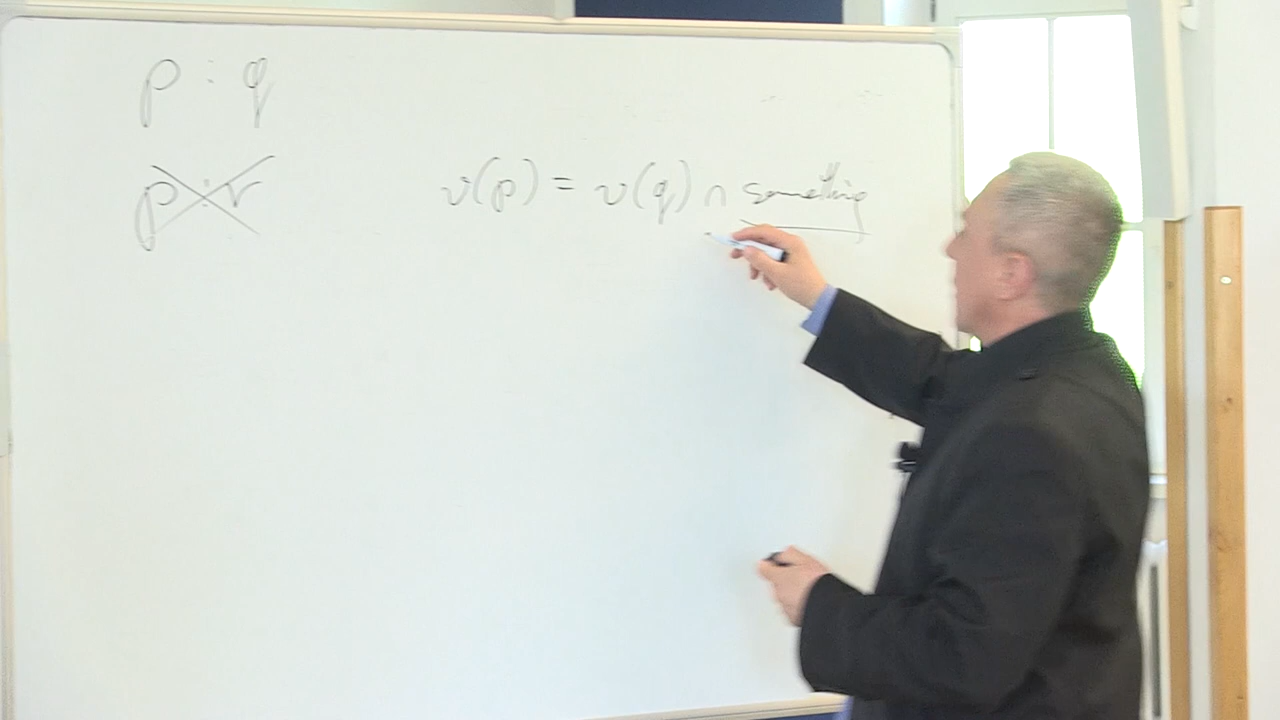 p : q
p : r
v(p) = v(q) ∩ something